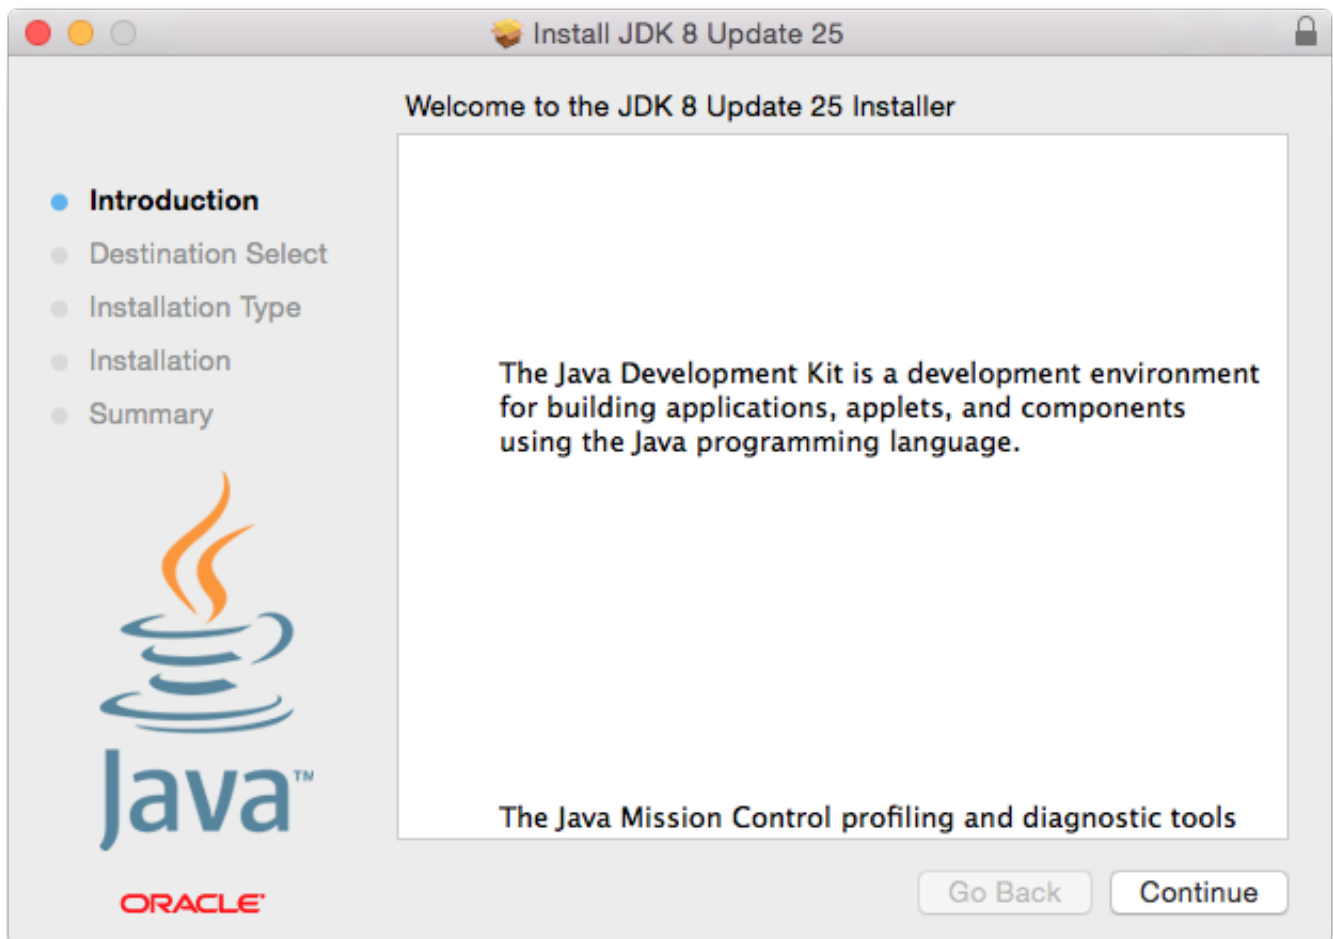 Install JDK 8 Update 25
Welcome to the JDK 8 Update 25 Installer
Introduction
Destination Select
Installation Type
Installation
Summary
The Java Development Kit is a development environment
for building applications, applets, and components
using the Java programming language.
The Java Mission Control profiling and diagnostic tools
Java™
ORACLE®
Go Back
Continue